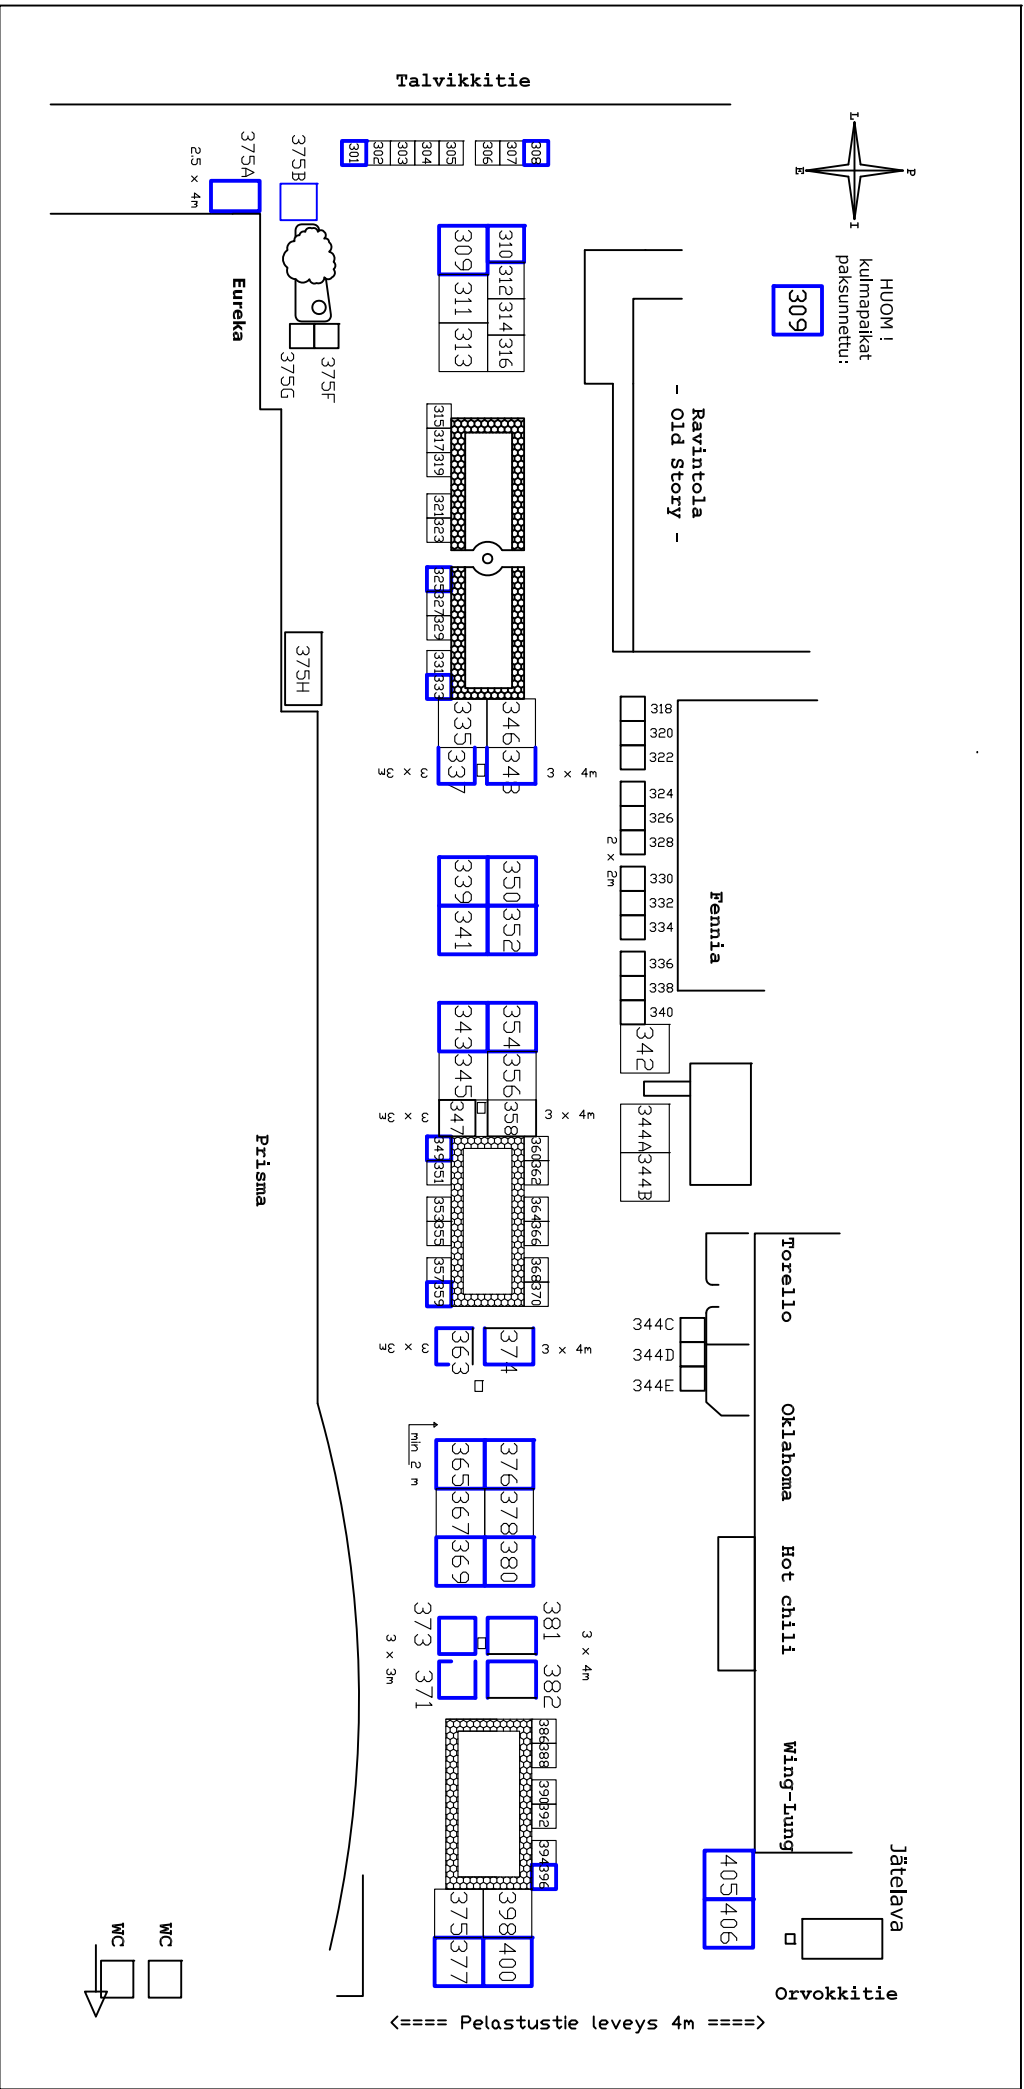 Talvikkitie
L
P
E
I
HUOM !
kulmapaikat
paksunnettu:
309
375A
375B
2.5 x 4m
301
302
303
304
305
306
307
308
309
310
311
312
313
314
316
Eureka
375G
375F
Ravintola
- Old Story -
315
317
319
321
323
325
327
329
331
333
375H
335
346
337
348
3 x 3m
3 x 4m
318
320
322
324
326
328
2 x 2m
330
332
334
336
338
340
342
Fennia
339
350
341
352
343
354
345
356
347
358
3 x 3m
3 x 4m
344A
344B
Prisma
349
351
353
355
357
359
360
362
364
366
368
370
Torello
344C
344D
344E
363
374
3 x 3m
3 x 4m
Oklahoma
min 2 m
365
376
367
378
369
380
Hot chili
373
381
371
382
3 x 3m
3 x 4m
386
388
390
392
394
396
Wing-Lung
Jätelava
405
406
375
398
377
400
WC
WC
Orvokkitie
<==== Pelastustie leveys 4m ====>